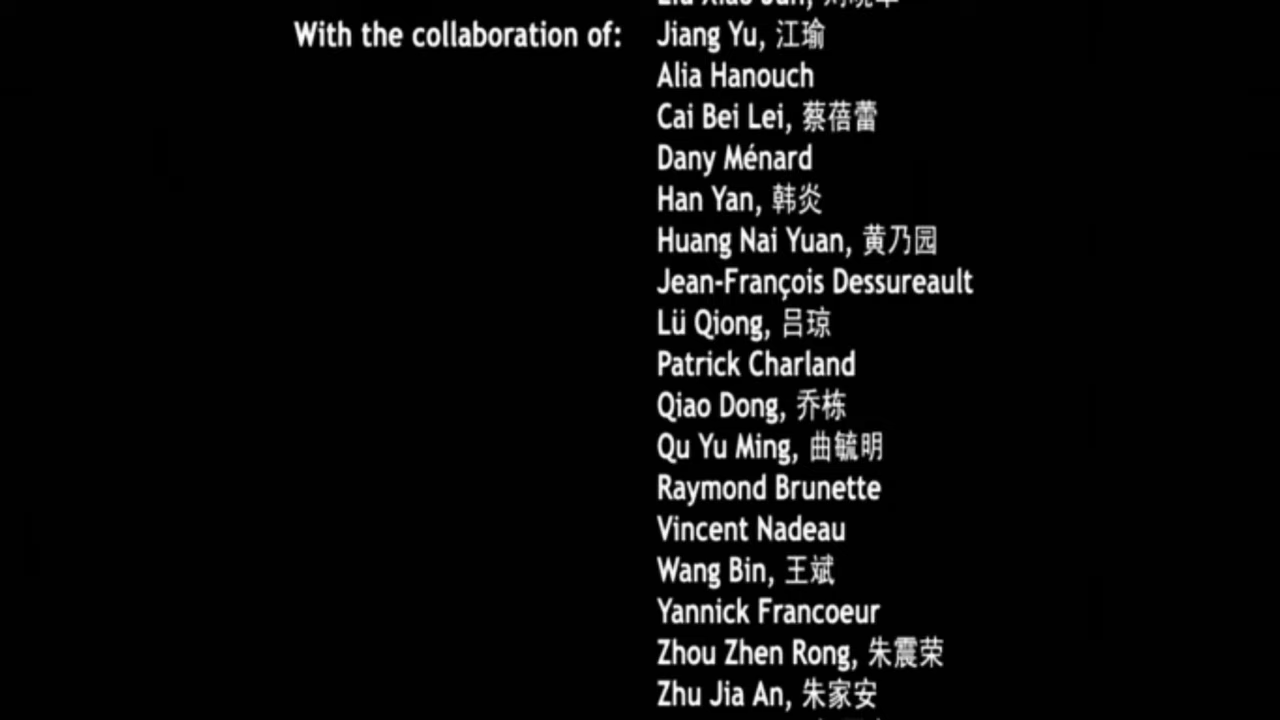 With the collaboration of: Jiang Yu, 江瑜
Alia Hanouch
Cai Bei Lei, 蔡蓓蕾
Dany Ménard
Han Yan, 韩炎
Huang Nai Yuan, 黄乃园
Jean-François Dessureault
Lü Qiong, 吕琼
Patrick Charland
Qiao Dong, 乔栋
Qu Yu Ming, 曲毓明
Raymond Brunette
Vincent Nadeau
Wang Bin, 王斌
Yannick Francoeur
Zhou Zhen Rong, 朱震荣
Zhu Jia An, 朱家安